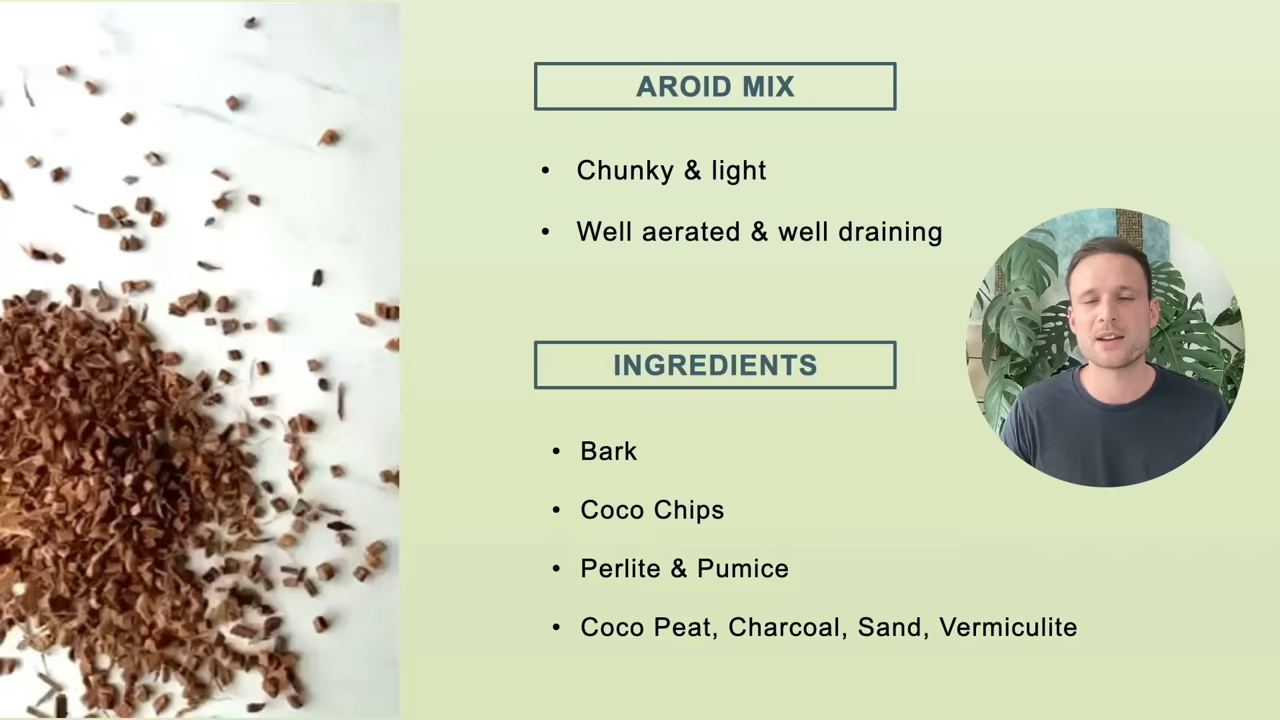 AROID MIX
• Chunky & light
• Well aerated & well draining
INGREDIENTS
• Bark
• Coco Chips
• Perlite & Pumice
• Coco Peat, Charcoal, Sand, Vermiculite